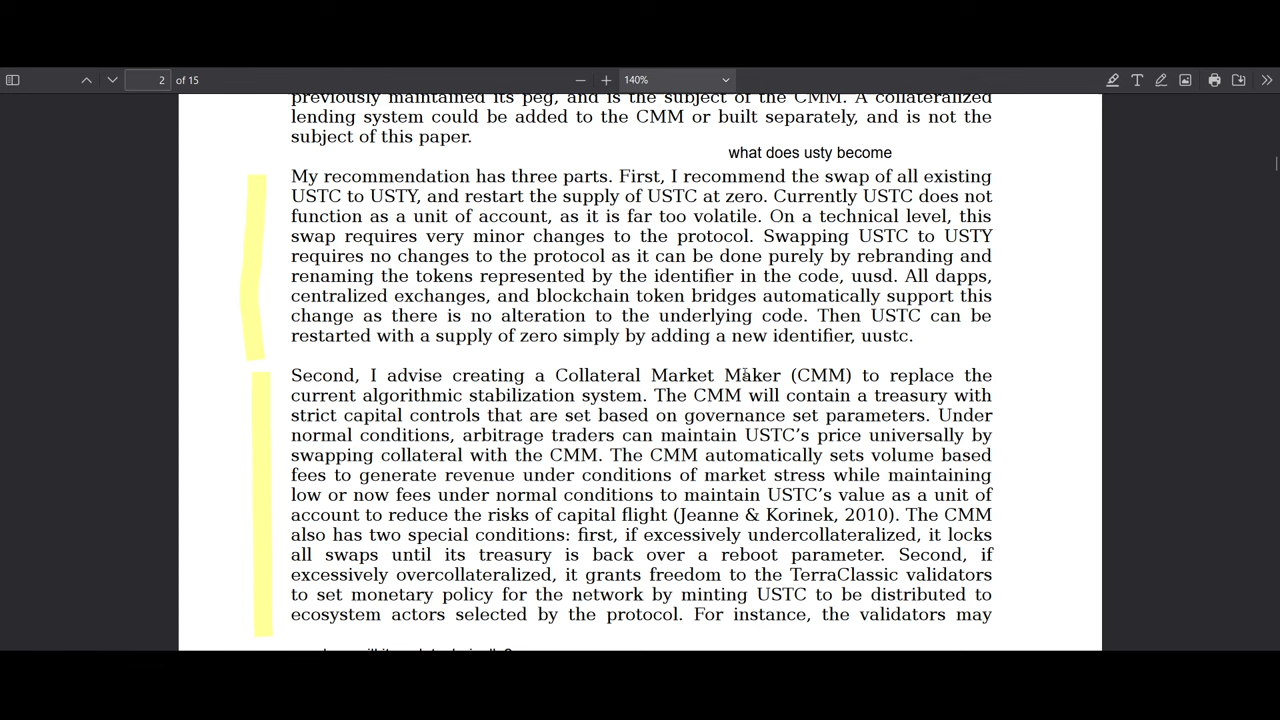 2 of 15
140%
previously maintained its peg, and is the subject of the CMM. A collateralized
lending system could be added to the CMM or built separately, and is not the
subject of this paper.
what does usty become
My recommendation has three parts. First, I recommend the swap of all existing
USTC to USTY, and restart the supply of USTC at zero. Currently USTC does not
function as a unit of account, as it is far too volatile. On a technical level, this
swap requires very minor changes to the protocol. Swapping USTC to USTY
requires no changes to the protocol as it can be done purely by rebranding and
renaming the tokens represented by the identifier in the code, uusd. All dapps,
centralized exchanges, and blockchain token bridges automatically support this
change as there is no alteration to the underlying code. Then USTC can be
restarted with a supply of zero simply by adding a new identifier, uustc.
Second, I advise creating a Collateral Market Maker (CMM) to replace the
current algorithmic stabilization system. The CMM will contain a treasury with
strict capital controls that are set based on governance set parameters. Under
normal conditions, arbitrage traders can maintain USTC's price universally by
swapping collateral with the CMM. The CMM automatically sets volume based
fees to generate revenue under conditions of market stress while maintaining
low or now fees under normal conditions to maintain USTC's value as a unit of
account to reduce the risks of capital flight (Jeanne & Korinek, 2010). The CMM
also has two special conditions: first, if excessively undercollateralized, it locks
all swaps until its treasury is back over a reboot parameter. Second, if
excessively overcollateralized, it grants freedom to the TerraClassic validators
to set monetary policy for the network by minting USTC to be distributed to
ecosystem actors selected by the protocol. For instance, the validators may